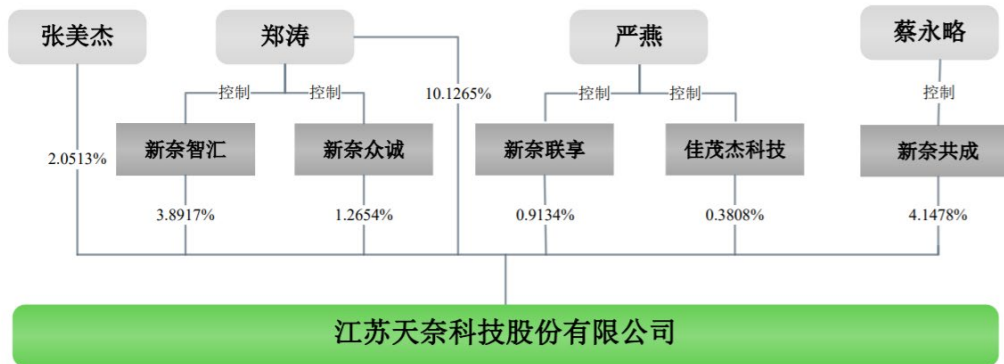 张美杰
郑涛
严燕
蔡永略
控制
控制
10.1265%
控制
控制
控制
2.0513%
新奈智汇
新奈众诚
新奈联享
佳茂杰科技
新奈共成
3.8917%
1.2654%
0.9134%
0.3808%
4.1478%
江苏天奈科技股份有限公司